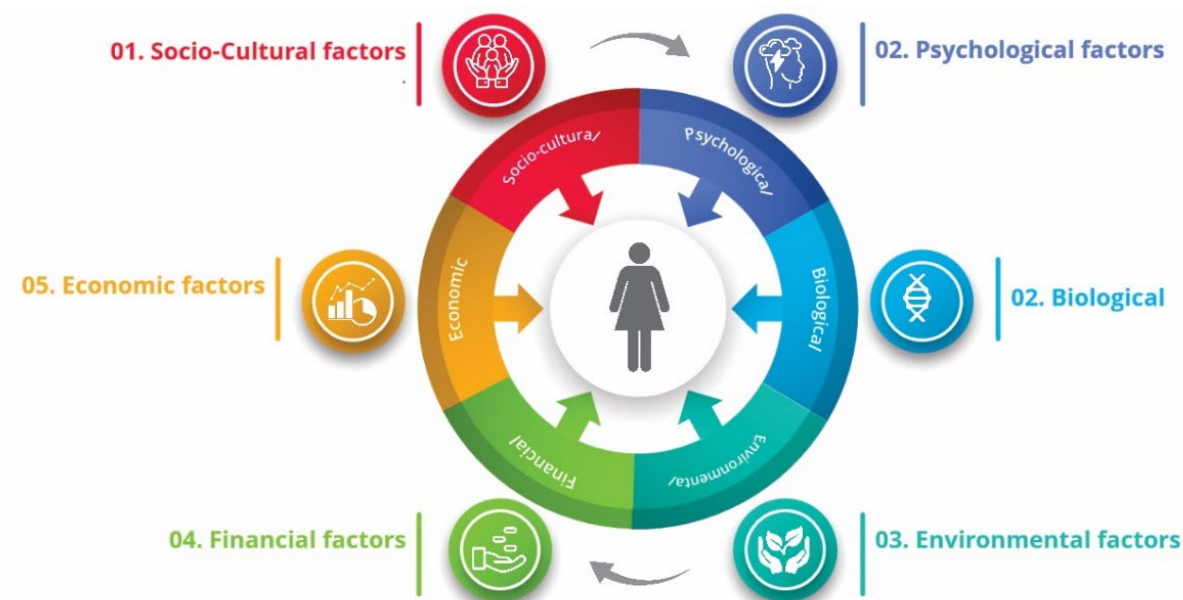 01. Socio-Cultural factors
02. Psychological factors
Socio-cultural
Psychological
05. Economic factors
Economic
Biological
02. Biological
Financial
Environmental
04. Financial factors
03. Environmental factors